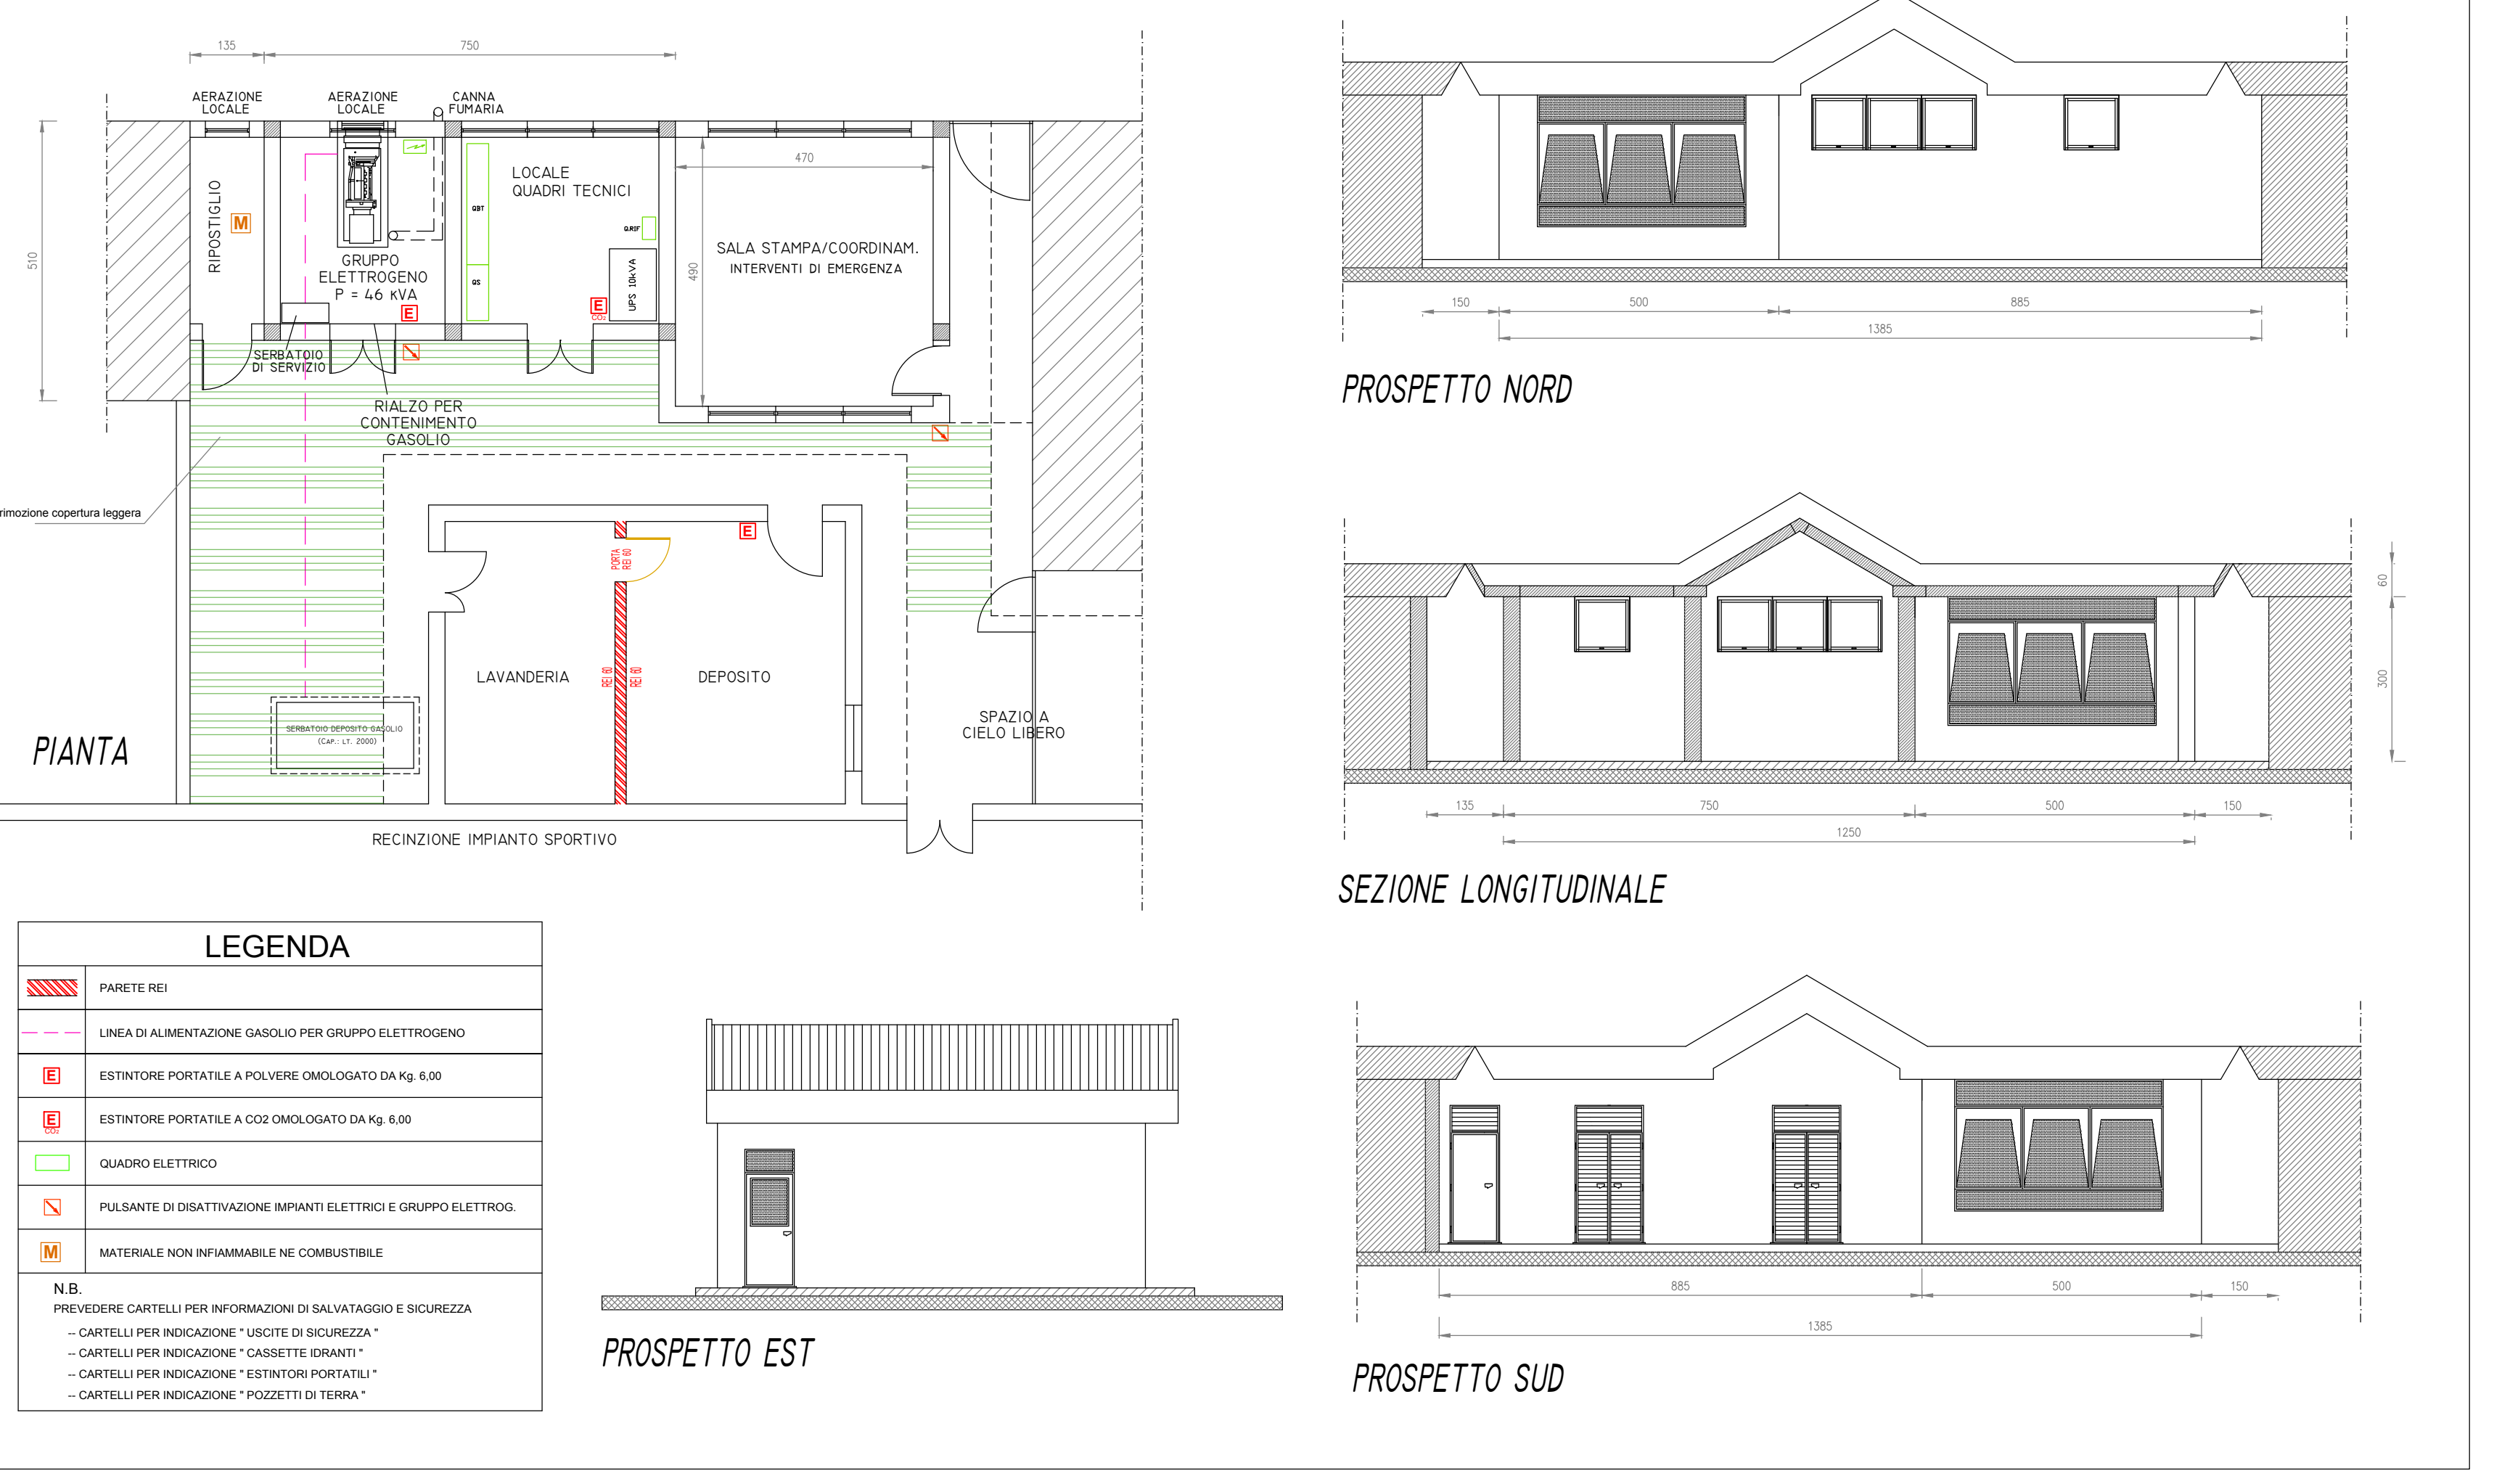 135
750
AERAZIONE
LOCALE
AERAZIONE
LOCALE
CANNA
FUMARIA
510
RIPOSTIGLIO
M
GRUPPO
ELETTROGENO
P = 46 KVA
E
LOCALE
QUADRI TECNICI
QBT
QS
Q.RIF
E
CO2
UPS 10kVA
470
490
SALA STAMPA/COORDINAM.
INTERVENTI DI EMERGENZA
SERBATOIO
DI SERVIZIO
RIALZO PER
CONTENIMENTO
GASOLIO
rimozione copertura leggera
PORTA
REI 60
E
LAVANDERIA
REI 60
REI 60
DEPOSITO
SPAZIO A
CIELO LIBERO
SERBATOIO DEPOSITO GASOLIO
(CAP.: LT. 2000)
PIANTA
RECINZIONE IMPIANTO SPORTIVO
LEGENDA
PARETE REI
LINEA DI ALIMENTAZIONE GASOLIO PER GRUPPO ELETTROGENO
E
ESTINTORE PORTATILE A POLVERE OMOLOGATO DA Kg. 6,00
E
CO2
ESTINTORE PORTATILE A CO2 OMOLOGATO DA Kg. 6,00
QUADRO ELETTRICO
PULSANTE DI DISATTIVAZIONE IMPIANTI ELETTRICI E GRUPPO ELETTROG.
M
MATERIALE NON INFIAMMABILE NE COMBUSTIBILE
N.B.
PREVEDERE CARTELLI PER INFORMAZIONI DI SALVATAGGIO E SICUREZZA
-- CARTELLI PER INDICAZIONE " USCITE DI SICUREZZA "
-- CARTELLI PER INDICAZIONE " CASSETTE IDRANTI "
-- CARTELLI PER INDICAZIONE " ESTINTORI PORTATILI "
-- CARTELLI PER INDICAZIONE " POZZETTI DI TERRA "
PROSPETTO EST
150
500
885
1385
PROSPETTO NORD
60
300
135
750
500
150
1250
SEZIONE LONGITUDINALE
885
500
150
1385
PROSPETTO SUD